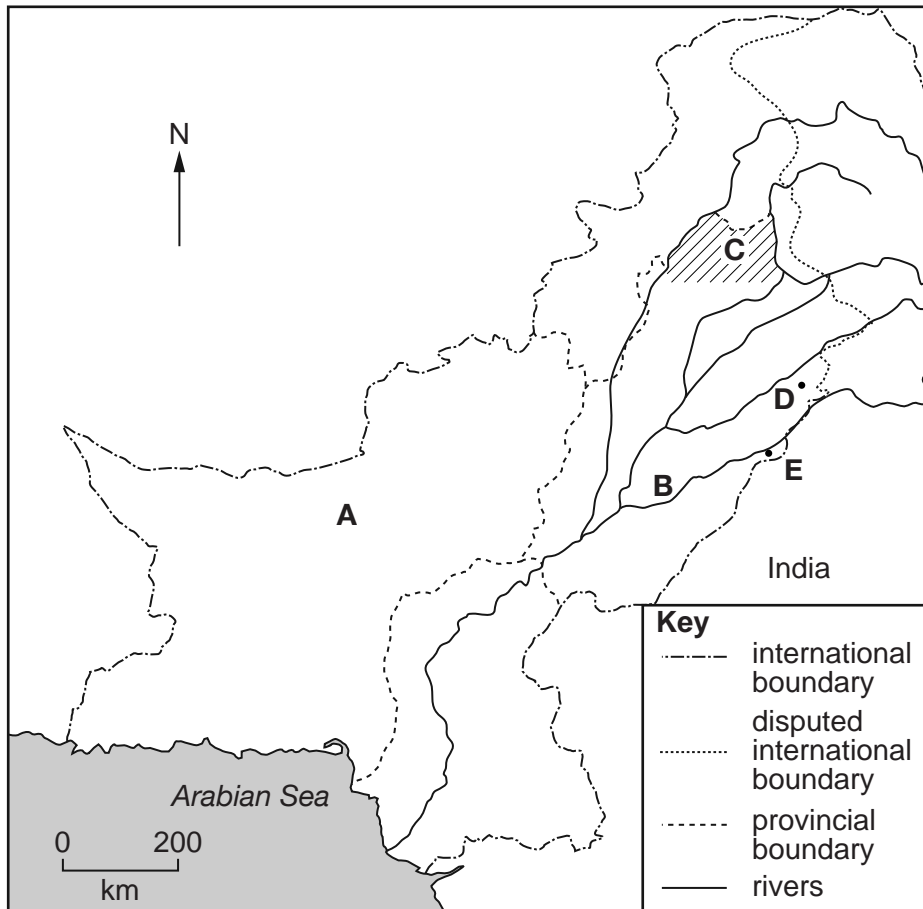 N
C
D
E
B
A
India
Key
international
boundary
disputed
international
boundary
provincial
boundary
rivers
Arabian Sea
0 200
km